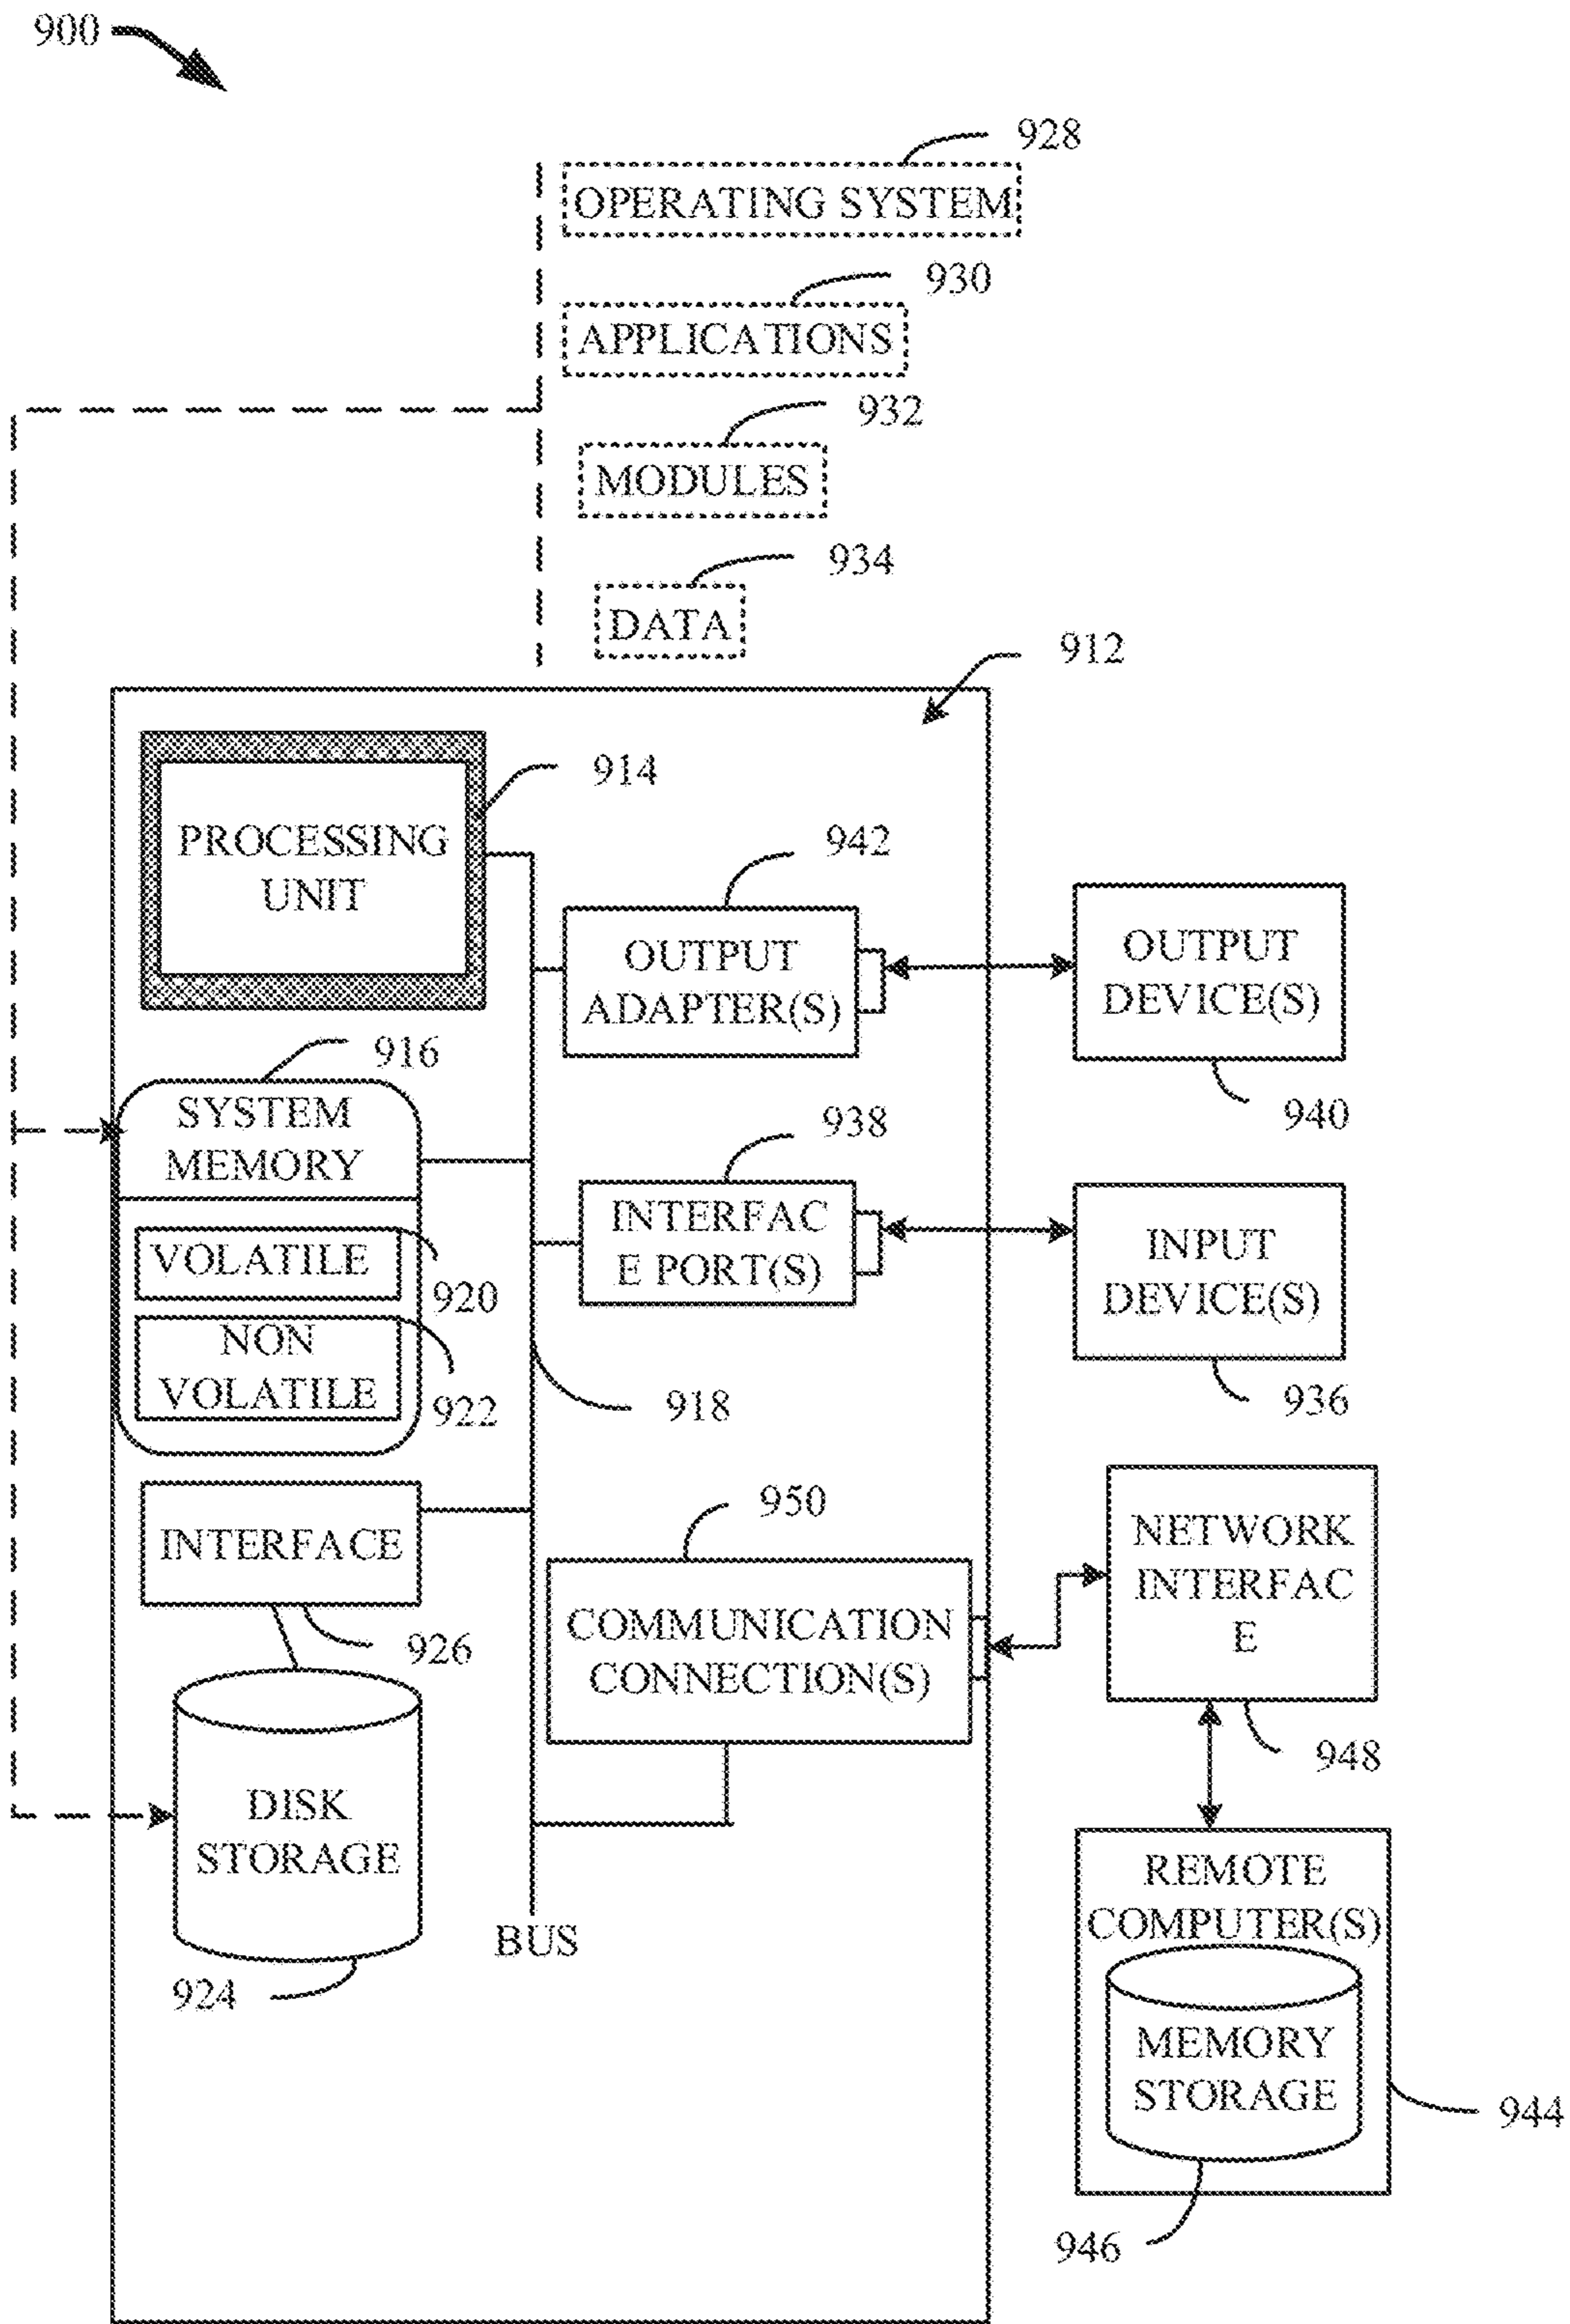 900
928
OPERATING SYSTEM
930
APPLICATIONS
932
MODULES
934
DATA
912
914
PROCESSING
UNIT
942
OUTPUT
ADAPTER(S)
OUTPUT
DEVICE(S)
940
916
SYSTEM
MEMORY
938
INTERFAC
E PORT(S)
INPUT
DEVICE(S)
936
VOLATILE
920
NON
VOLATILE
922
918
INTERFACE
926
950
COMMUNICATION
CONNECTION(S)
NETWORK
INTERFAC
E
948
DISK
STORAGE
924
BUS
REMOTE
COMPUTER(S)
MEMORY
STORAGE
944
946